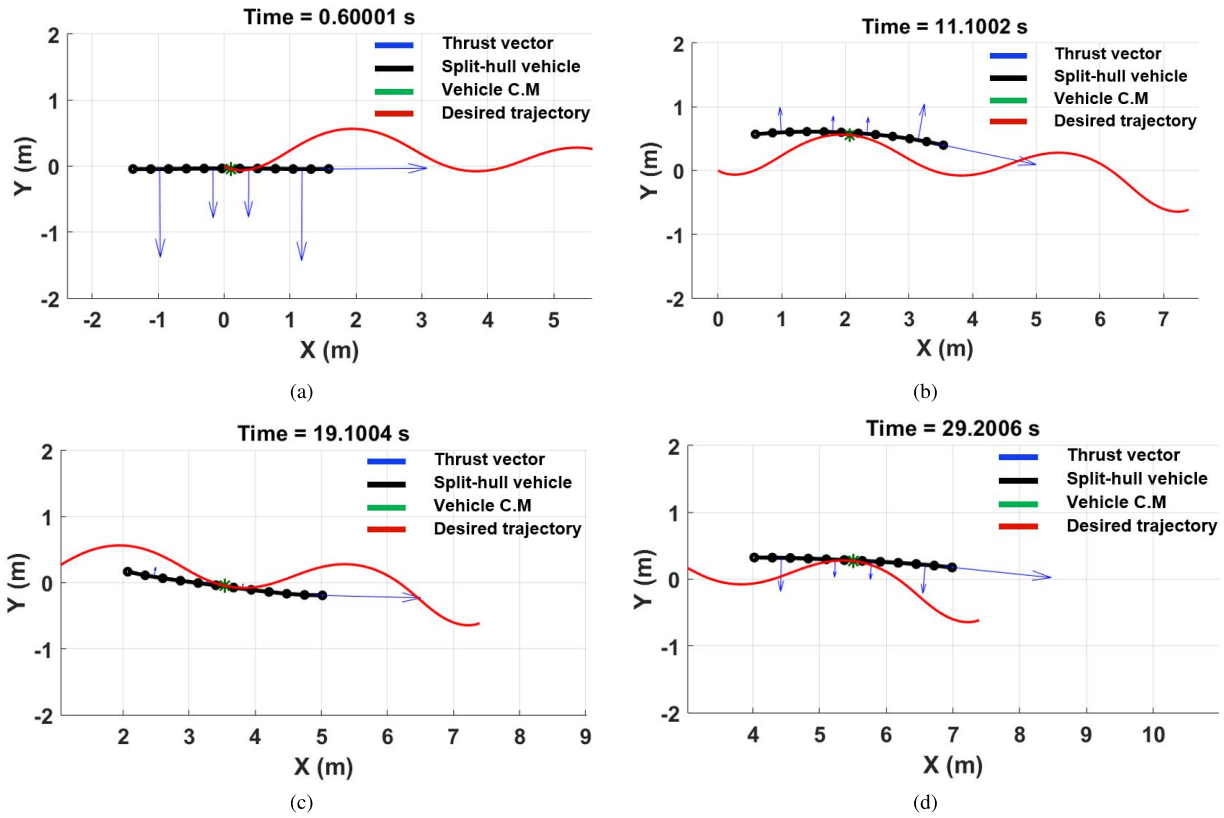 Time = 0.60001 s
Thrust vector
Split-hull vehicle
Vehicle C.M
Desired trajectory
2
1
0
-1
-2
Y (m)
-2 -1 0 1 2 3 4 5
X (m)
(a)
Time = 11.1002 s
Thrust vector
Split-hull vehicle
Vehicle C.M
Desired trajectory
2
1
0
-1
-2
Y (m)
0 1 2 3 4 5 6 7
X (m)
(b)
Time = 19.1004 s
Thrust vector
Split-hull vehicle
Vehicle C.M
Desired trajectory
2
1
0
-1
-2
Y (m)
2 3 4 5 6 7 8 9
X (m)
(c)
Time = 29.2006 s
Thrust vector
Split-hull vehicle
Vehicle C.M
Desired trajectory
2
1
0
-1
-2
Y (m)
4 5 6 7 8 9 10
X (m)
(d)